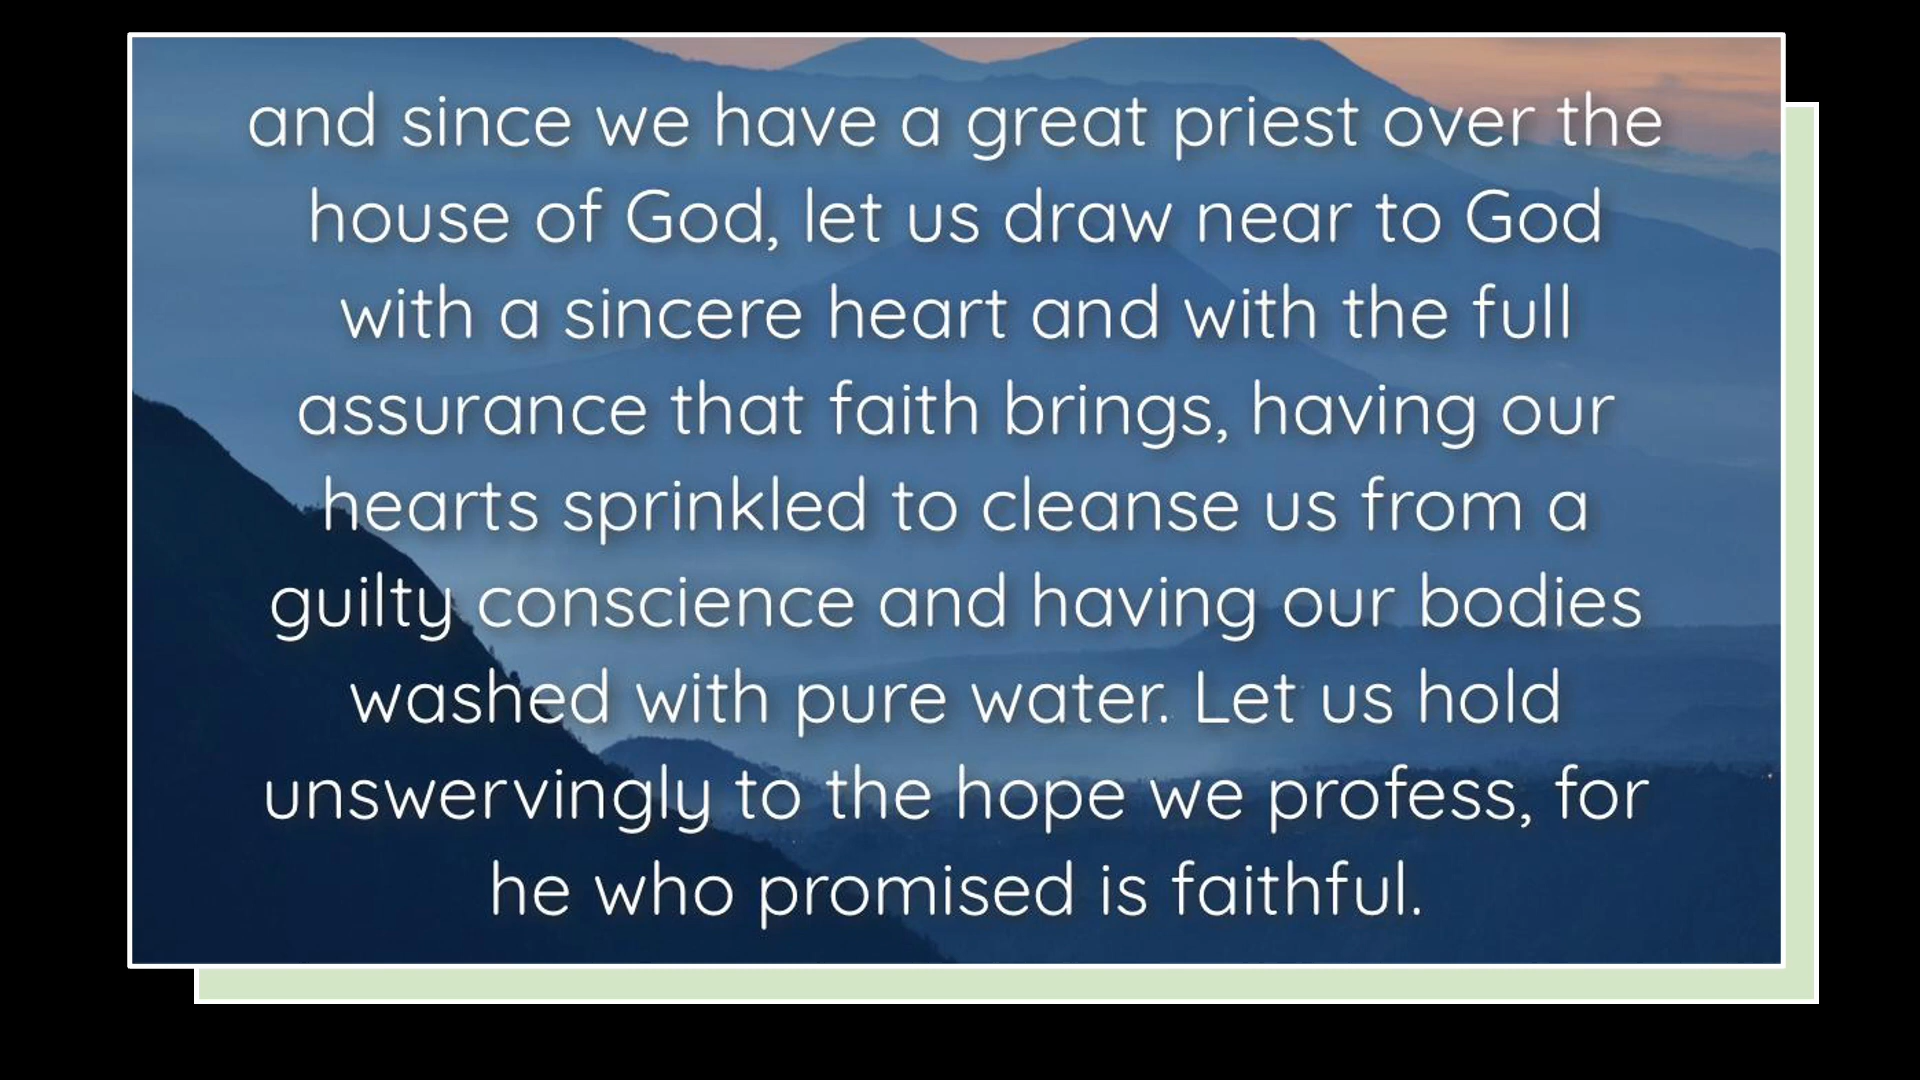 and since we have a great priest over the
house of God, let us draw near to God
with a sincere heart and with the full
assurance that faith brings, having our
hearts sprinkled to cleanse us from a
guilty conscience and having our bodies
washed with pure water. Let us hold
unswervingly to the hope we profess, for
he who promised is faithful.